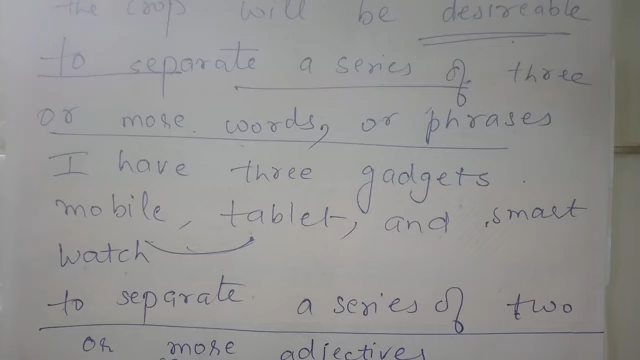 the crop will be desireable
to separate a series of three
or more words, or phrases
I have three gadgets.
mobile, tablet, and smart
watch
to separate a series of two
or more adjectives